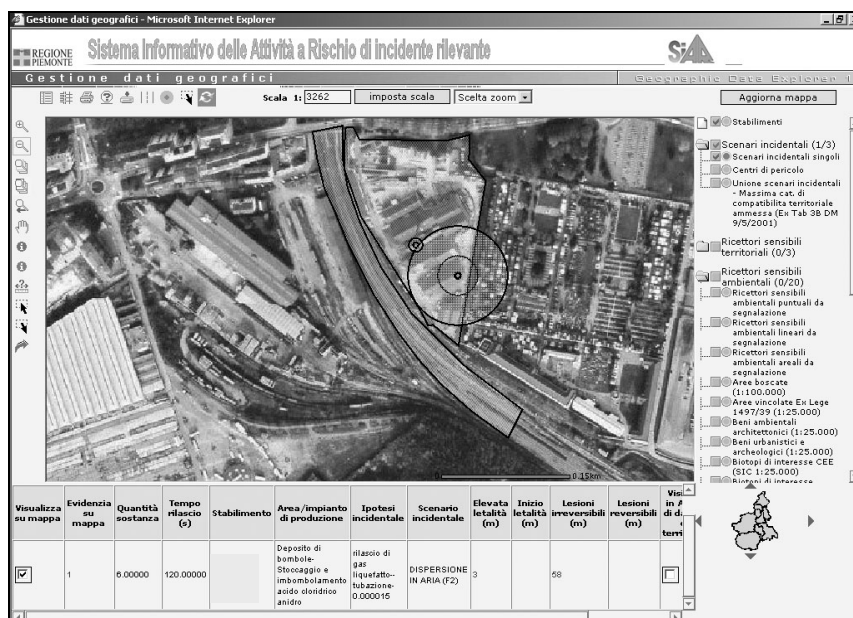 Gestione dati geografici - Microsoft Internet Explorer
REGIONE
PIEMONTE
Sistema Informativo delle Attività a Rischio di incidente rilevante
Gestione dati geografici
Geographic Data Explorer 1
Scala 1: 3262 imposta scala Scelta zoom
Aggiorna mappa
Stabilimenti
Scenari incidentali (1/3)
Scenari incidentali singoli
Centri di pericolo
Unione scenari incidentali
- Massima cat. di
compatibilita territoriale
ammessa (Ex Tab 3B DM
9/5/2001)
Ricettori sensibili
territoriali (0/3)
Ricettori sensibili
ambientali (0/20)
Ricettori sensibili
ambientali puntuali da
segnalazione
Ricettori sensibili
ambientali lineari da
segnalazione
Ricettori sensibili
ambientali areali da
segnalazione
Aree boscate
(1:100.000)
Aree vincolate Ex Lege
1497/39 (1:25.000)
Beni ambientali
architettonici (1:25.000)
Beni urbanistici e
archeologici (1:25.000)
Biotopi di interesse CEE
(SIC 1:25.000)
Biotopi di interesse
0 0.15km
Visualizza
su mappa
Evidenzia
su
mappa
Quantità
sostanza
Tempo
rilascio
(s)
Stabilimento
Area/impianto
di produzione
Ipotesi
incidentale
Scenario
incidentale
Elevata
letalità
(m)
Inizio
letalità
(m)
Lesioni
irreversibili
(m)
Lesioni
reversibili
(m)
1
6.00000
120.00000
Deposito di
bombole-
Stoccaggio e
imbombolamento
acido cloridrico
anidro
rilascio di
gas
liquefatto--
tubazione-
0.000015
DISPERSIONE
IN ARIA (F2)
3
58